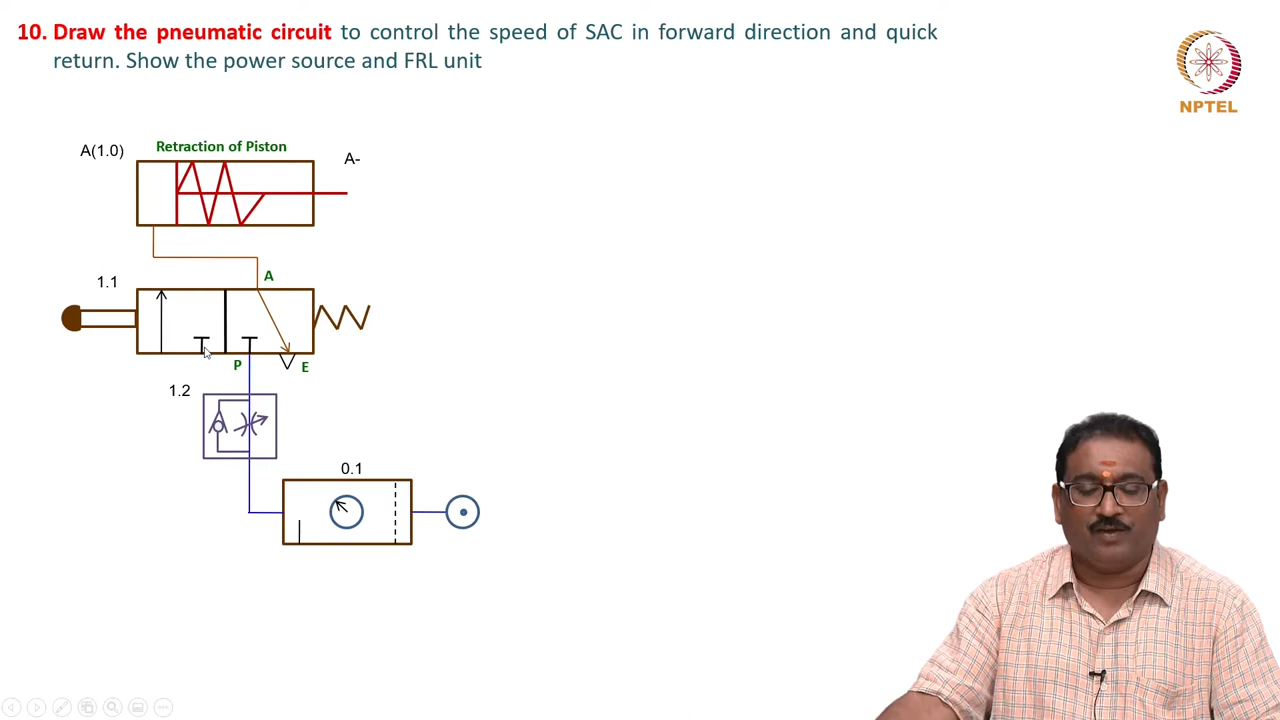 10. Draw the pneumatic circuit to control the speed of SAC in forward direction and quick
return. Show the power source and FRL unit
NPTEL
A(1.0)
Retraction of Piston
A-
1.1
A
P
E
1.2
0.1